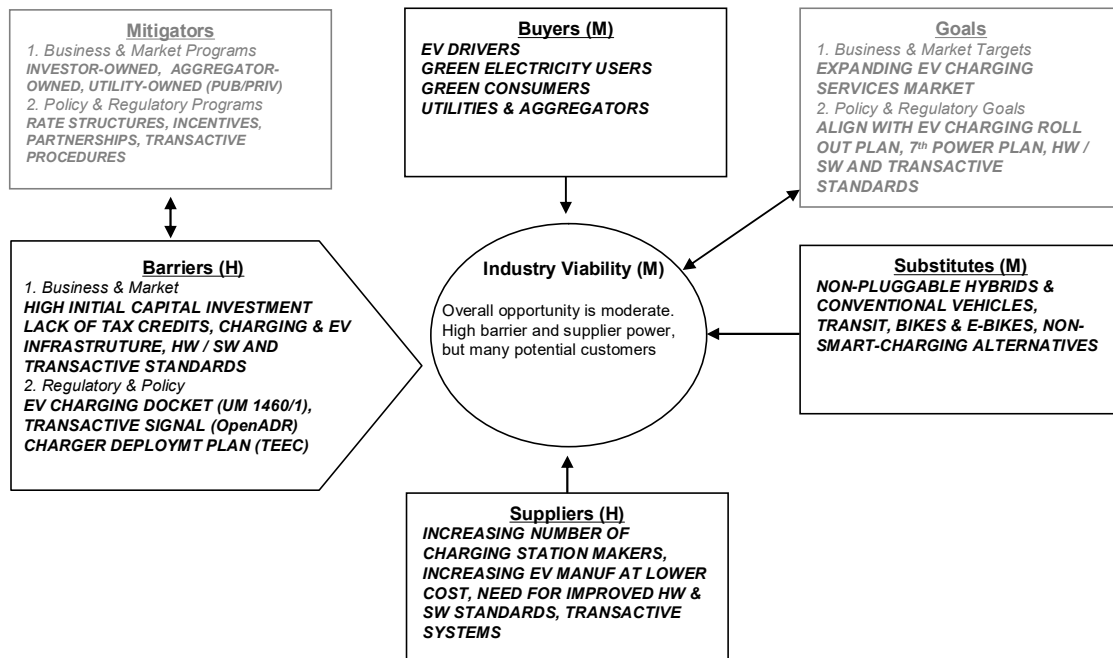 Mitigators
1. Business & Market Programs
INVESTOR-OWNED, AGGREGATOR-
OWNED, UTILITY-OWNED (PUB/PRIV)
2. Policy & Regulatory Programs
RATE STRUCTURES, INCENTIVES,
PARTNERSHIPS, TRANSACTIVE
PROCEDURES
Buyers (M)
EV DRIVERS
GREEN ELECTRICITY USERS
GREEN CONSUMERS
UTILITIES & AGGREGATORS
Goals
1. Business & Market Targets
EXPANDING EV CHARGING
SERVICES MARKET
2. Policy & Regulatory Goals
ALIGN WITH EV CHARGING ROLL
OUT PLAN, 7th POWER PLAN, HW /
SW AND TRANSACTIVE
STANDARDS
Barriers (H)
1. Business & Market
HIGH INITIAL CAPITAL INVESTMENT
LACK OF TAX CREDITS, CHARGING & EV
INFRASTRUTURE, HW / SW AND
TRANSACTIVE STANDARDS
2. Regulatory & Policy
EV CHARGING DOCKET (UM 1460/1),
TRANSACTIVE SIGNAL (OpenADR)
CHARGER DEPLOYMT PLAN (TEEC)
Industry Viability (M)
Overall opportunity is moderate.
High barrier and supplier power,
but many potential customers
Substitutes (M)
NON-PLUGGABLE HYBRIDS &
CONVENTIONAL VEHICLES,
TRANSIT, BIKES & E-BIKES, NON-
SMART-CHARGING ALTERNATIVES
Suppliers (H)
INCREASING NUMBER OF
CHARGING STATION MAKERS,
INCREASING EV MANUF AT LOWER
COST, NEED FOR IMPROVED HW &
SW STANDARDS, TRANSACTIVE
SYSTEMS